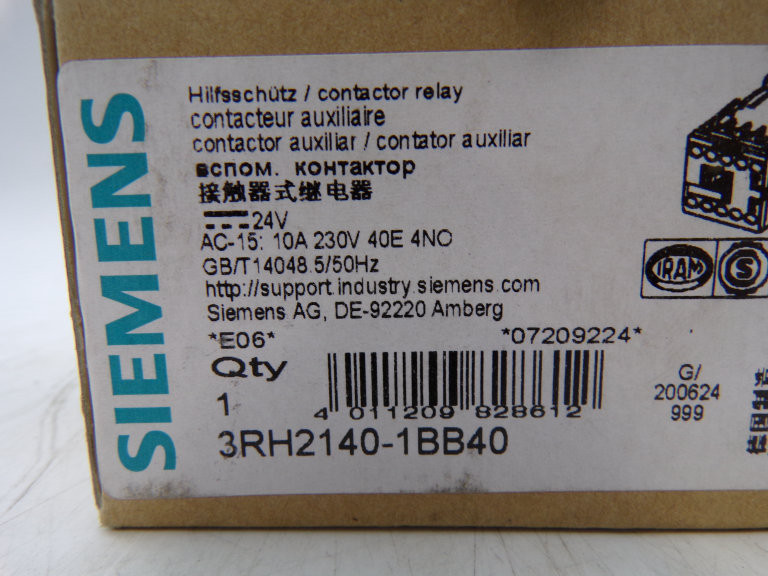 SIEMENS
Hilfsschütz / contactor relay
contacteur auxiliaire
contactor auxiliar / contator auxiliar
вспом. контактор
接触器式继电器
24V
AC-15: 10A 230V 40E 4NO
GB/T14048.5/50Hz
http://support.industry.siemens.com
Siemens AG, DE-92220 Amberg
*E06* *07209224*
Qty
1
4 011209 828612
3RH2140-1BB40
IRAM
S
G/
200624
999